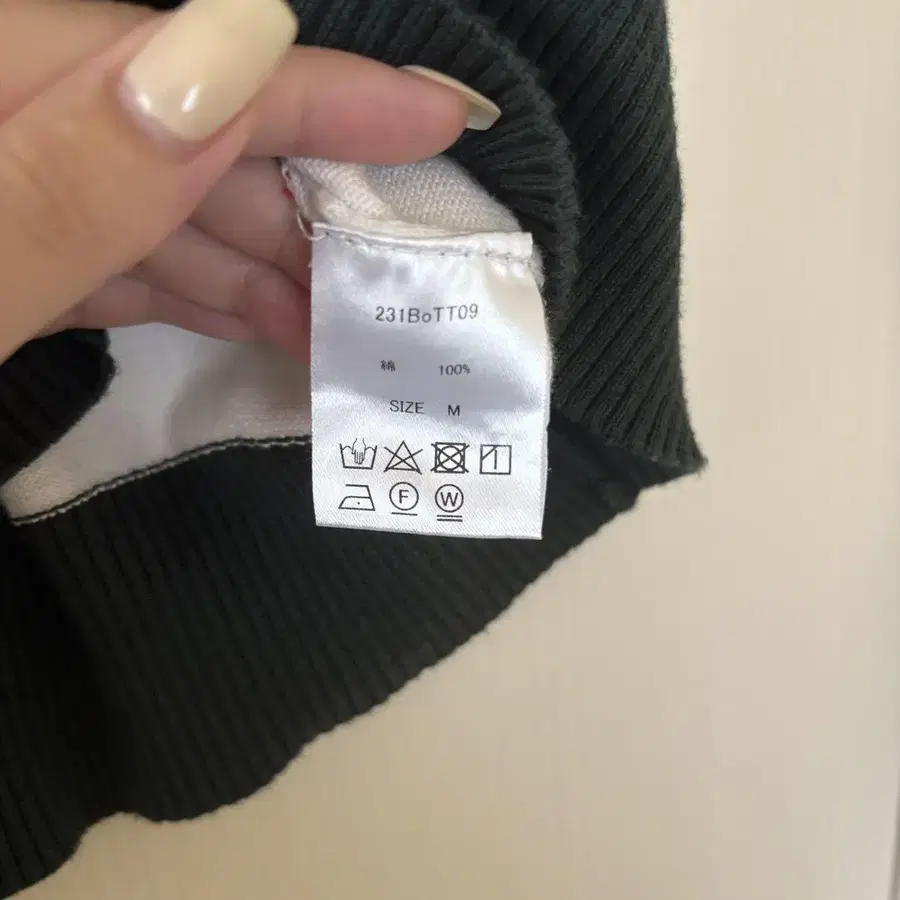 231BoTT09
綿 100%
SIZE M
F W